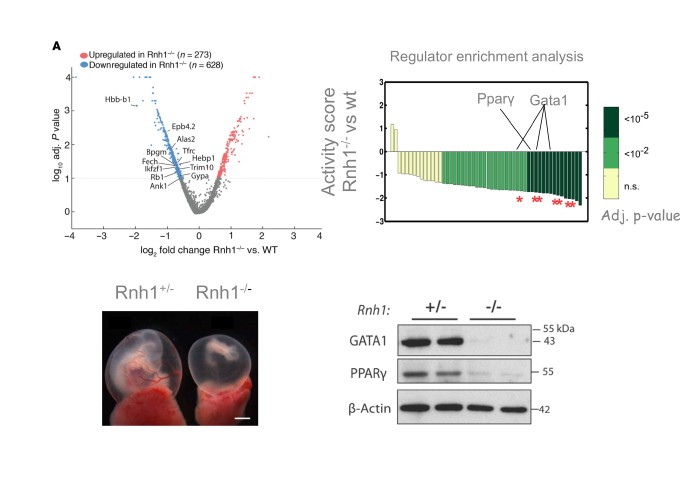 A
Upregulated in Rnh1⁻/⁻ (n = 273)
Downregulated in Rnh1⁻/⁻ (n = 628)
log₁₀ adj. P value
4
3
2
1
0
Hbb-b1
Epb4.2
Alas2
Bpgm
Tfrc
Fech
Hebp1
Ikfzf1
Trim10
Rb1
Gypa
Ank1
−4 −3 −2 −1 0 1 2 3 4
log₂ fold change Rnh1⁻/⁻ vs. WT
Regulator enrichment analysis
Activity score
Rnh1-/- vs wt
3
2
1
0
−1
−2
−3
Pparγ Gata1
* ** ** **
<10⁻⁵
<10⁻²
n.s.
Adj. p-value
Rnh1+/- Rnh1-/-
Rnh1: +/- -/-
GATA1
55 kDa
43
PPARγ
55
β-Actin
42